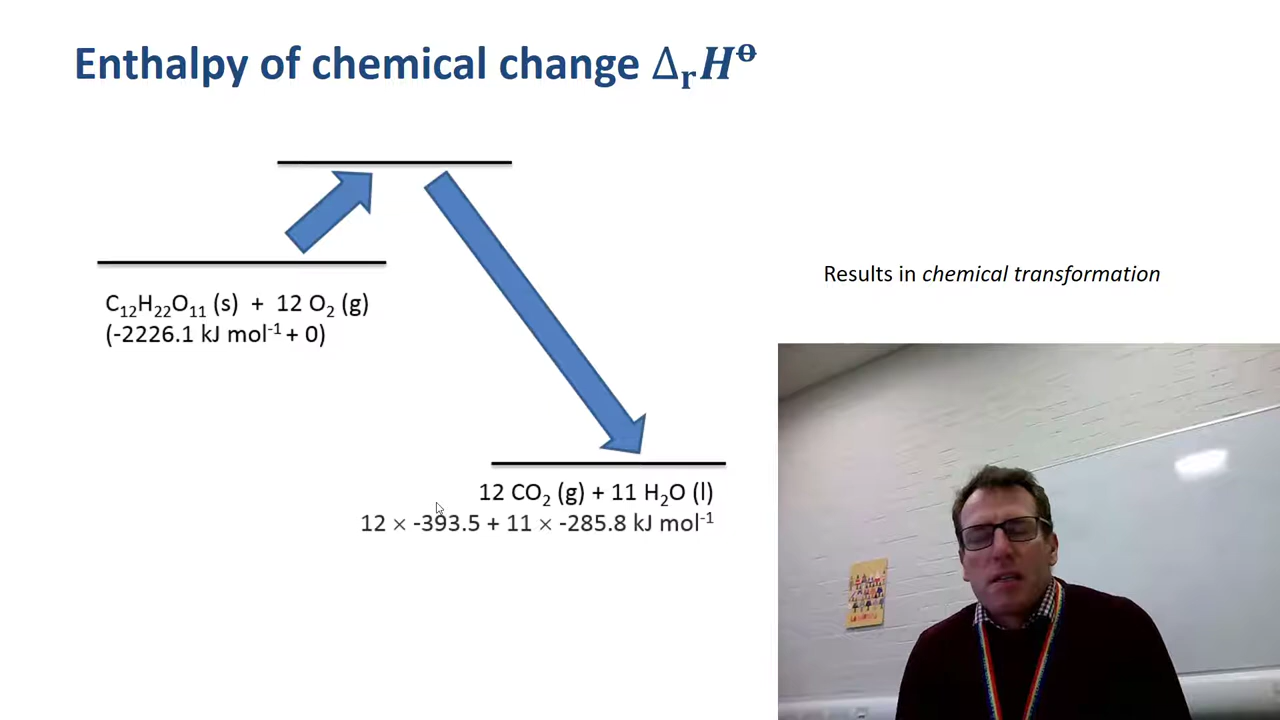 Enthalpy of chemical change ΔᵣH⁰
Results in chemical transformation
C₁₂H₂₂O₁₁ (s) + 12 O₂ (g)
(-2226.1 kJ mol⁻¹ + 0)
12 CO₂ (g) + 11 H₂O (l)
12 × -393.5 + 11 × -285.8 kJ mol⁻¹